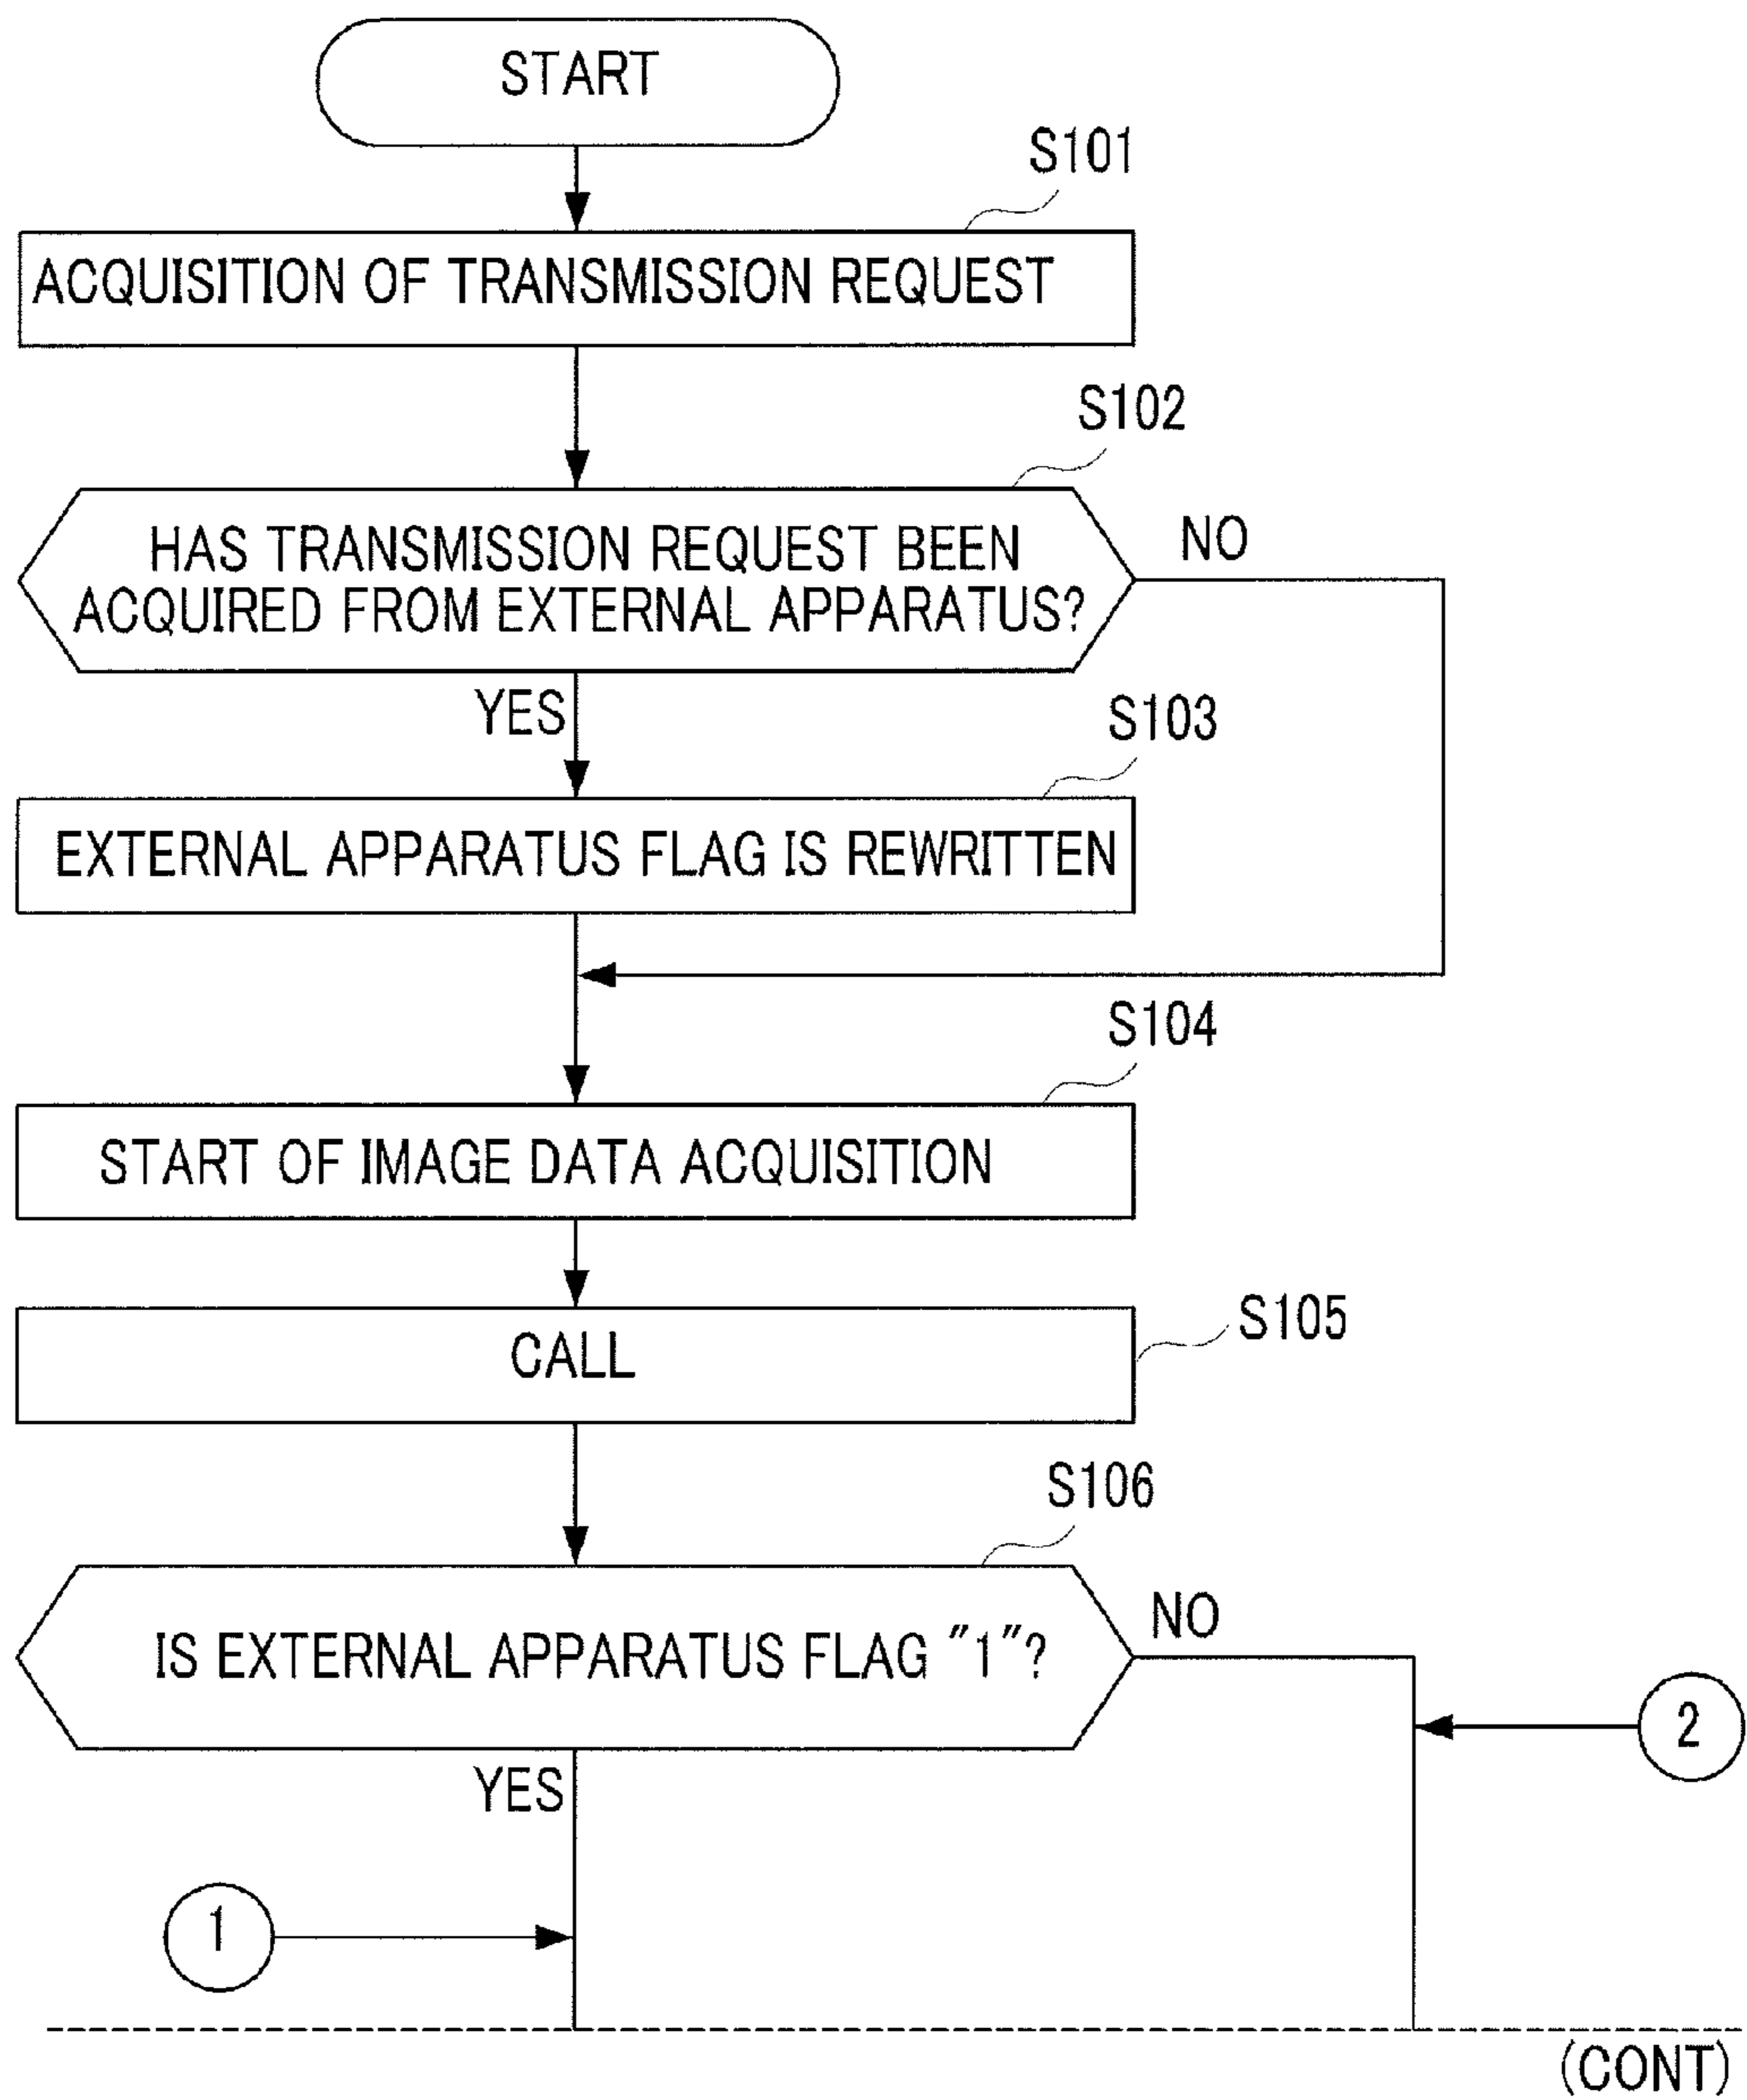 START
S101
ACQUISITION OF TRANSMISSION REQUEST
S102
HAS TRANSMISSION REQUEST BEEN
ACQUIRED FROM EXTERNAL APPARATUS?
NO
YES
S103
EXTERNAL APPARATUS FLAG IS REWRITTEN
S104
START OF IMAGE DATA ACQUISITION
S105
CALL
S106
IS EXTERNAL APPARATUS FLAG "1"?
NO
2
YES
1
(CONT)